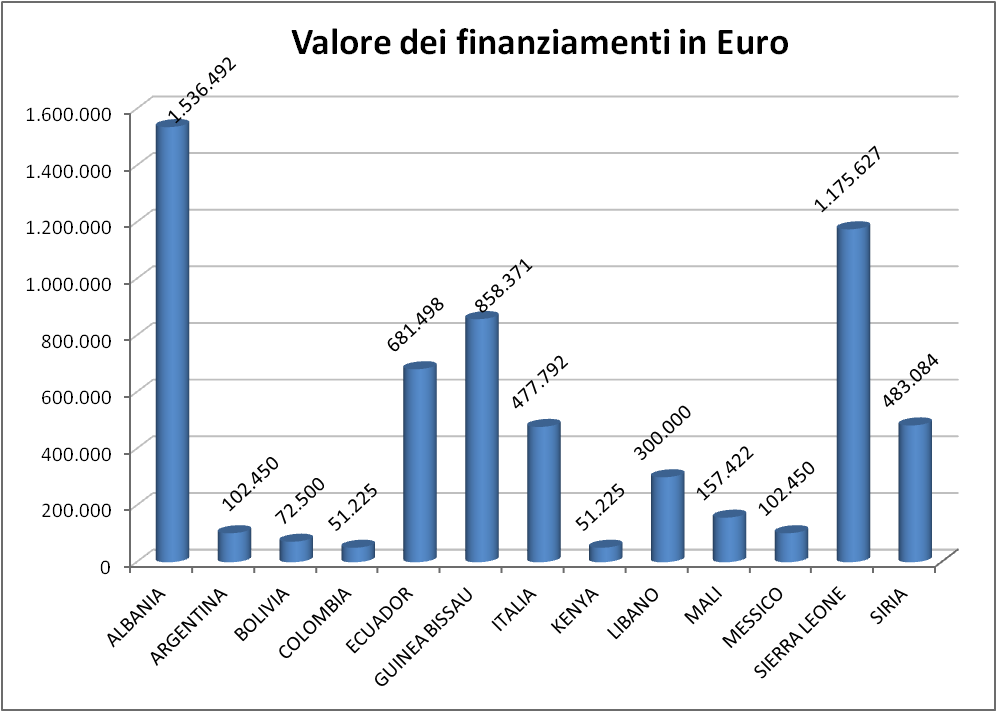 Valore dei finanziamenti in Euro
1.600.000
1.400.000
1.200.000
1.000.000
800.000
600.000
400.000
200.000
0
1.536.492
102.450
72.500
51.225
681.498
858.371
477.792
51.225
300.000
157.422
102.450
1.175.627
483.084
ALBANIA
ARGENTINA
BOLIVIA
COLOMBIA
ECUADOR
GUINEA BISSAU
ITALIA
KENYA
LIBANO
MALI
MESSICO
SIERRA LEONE
SIRIA